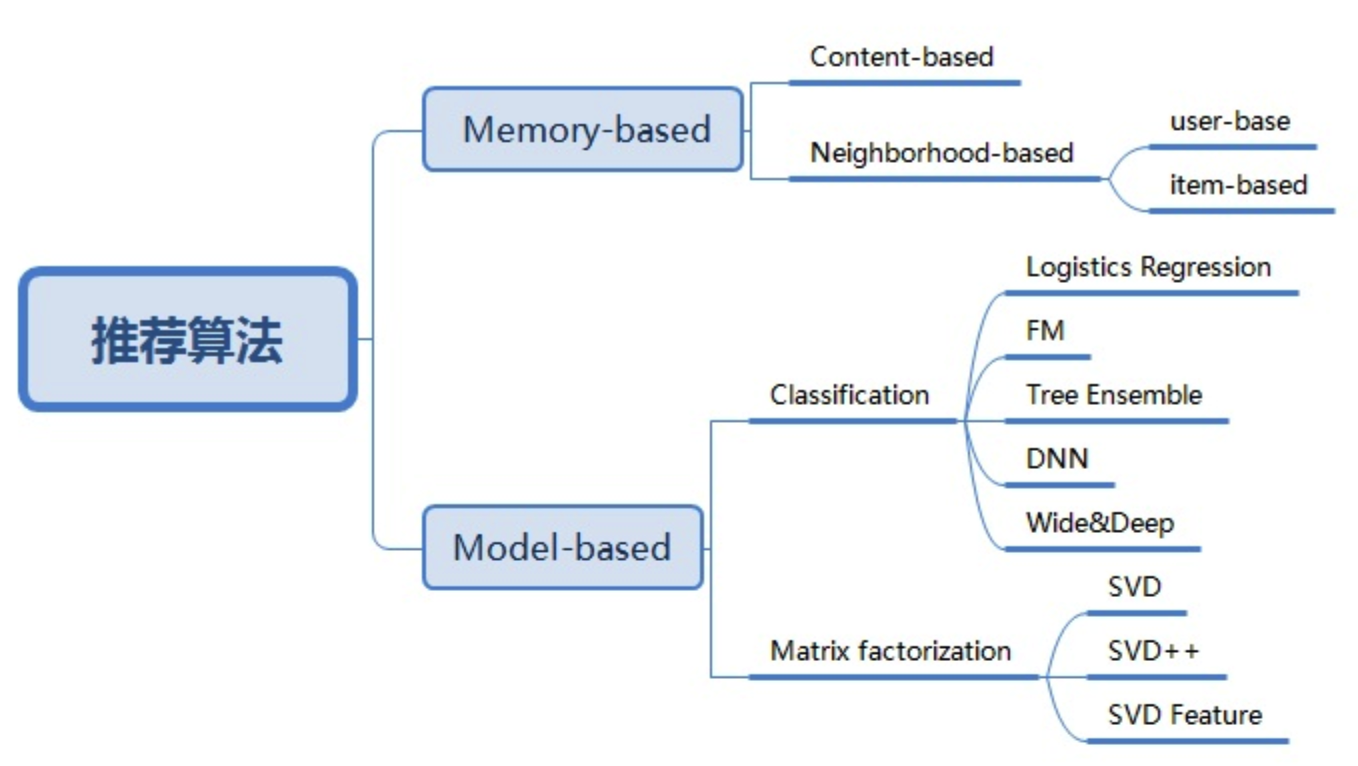 推荐算法
Memory-based
Content-based
Neighborhood-based
user-base
item-based
Model-based
Classification
Logistics Regression
FM
Tree Ensemble
DNN
Wide&Deep
Matrix factorization
SVD
SVD++
SVD Feature